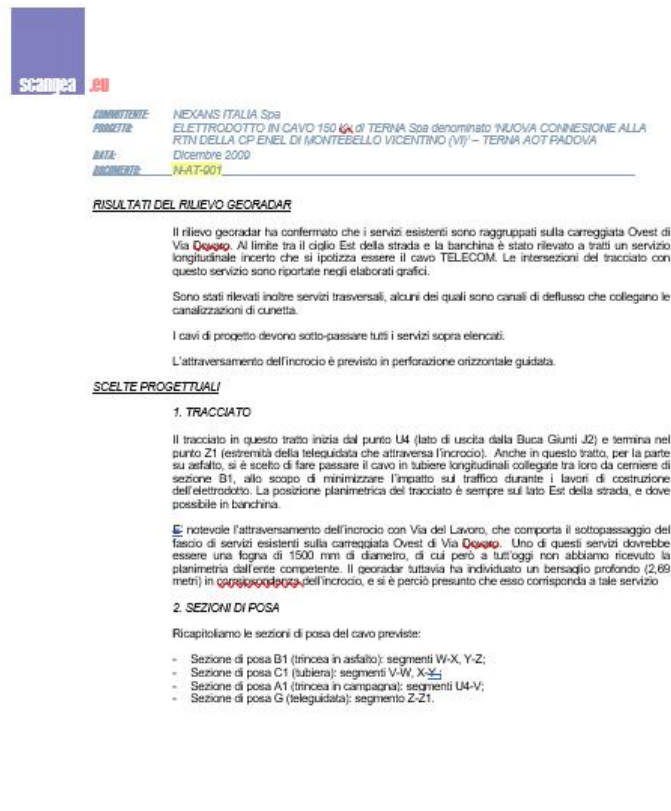 scangea .eu
COMMITTENTE: NEXANS ITALIA Spa
PROGETTO: ELETTRODOTTO IN CAVO 150 kV di TERNA Spa denominato 'NUOVA CONNESIONE ALLA
RTN DELLA CP ENEL DI MONTEBELLO VICENTINO (VI)' – TERNA AOT PADOVA
DATA: Dicembre 2009
DOCUMENTO: N-AT-901
RISULTATI DEL RILIEVO GEORADAR
Il rilievo georadar ha confermato che i servizi esistenti sono raggruppati sulla carreggiata Ovest di
Via Dovaro. Al limite tra il ciglio Est della strada e la banchina è stato rilevato a tratti un servizio
longitudinale incerto che si ipotizza essere il cavo TELECOM. Le intersezioni del tracciato con
questo servizio sono riportate negli elaborati grafici.
Sono stati rilevati inoltre servizi trasversali, alcuni dei quali sono canali di deflusso che collegano le
canalizzazioni di cunetta.
I cavi di progetto devono sotto-passare tutti i servizi sopra elencati.
L'attraversamento dell'incrocio è previsto in perforazione orizzontale guidata.
SCELTE PROGETTUALI
1. TRACCIATO
Il tracciato in questo tratto inizia dal punto U4 (lato di uscita dalla Buca Giunti J2) e termina nel
punto Z1 (estremità della teleguidata che attraversa l'incrocio). Anche in questo tratto, per la parte
su asfalto, si è scelto di fare passare il cavo in tubiere longitudinali collegate tra loro da cerniere di
sezione B1, allo scopo di minimizzare l'impatto sul traffico durante i lavori di costruzione
dell'elettrodotto. La posizione planimetrica del tracciato è sempre sul lato Est della strada, e dove
possibile in banchina.
E' notevole l'attraversamento dell'incrocio con Via del Lavoro, che comporta il sottopassaggio del
fascio di servizi esistenti sulla carreggiata Ovest di Via Dovaro. Uno di questi servizi dovrebbe
essere una fogna di 1500 mm di diametro, di cui però a tutt'oggi non abbiamo ricevuto la
planimetria dall'ente competente. Il georadar tuttavia ha individuato un bersaglio profondo (2,69
metri) in dell'incrocio, e si è perciò presunto che esso corrisponda a tale servizio
2. SEZIONI DI POSA
Ricapitoliamo le sezioni di posa del cavo previste:
- Sezione di posa B1 (trincea in asfalto): segmenti W-X, Y-Z;
- Sezione di posa C1 (tubiera): segmenti V-W, X-Y ;
- Sezione di posa A1 (trincea in campagna): segmenti U4-V;
- Sezione di posa G (teleguidata): segmento Z-Z1.